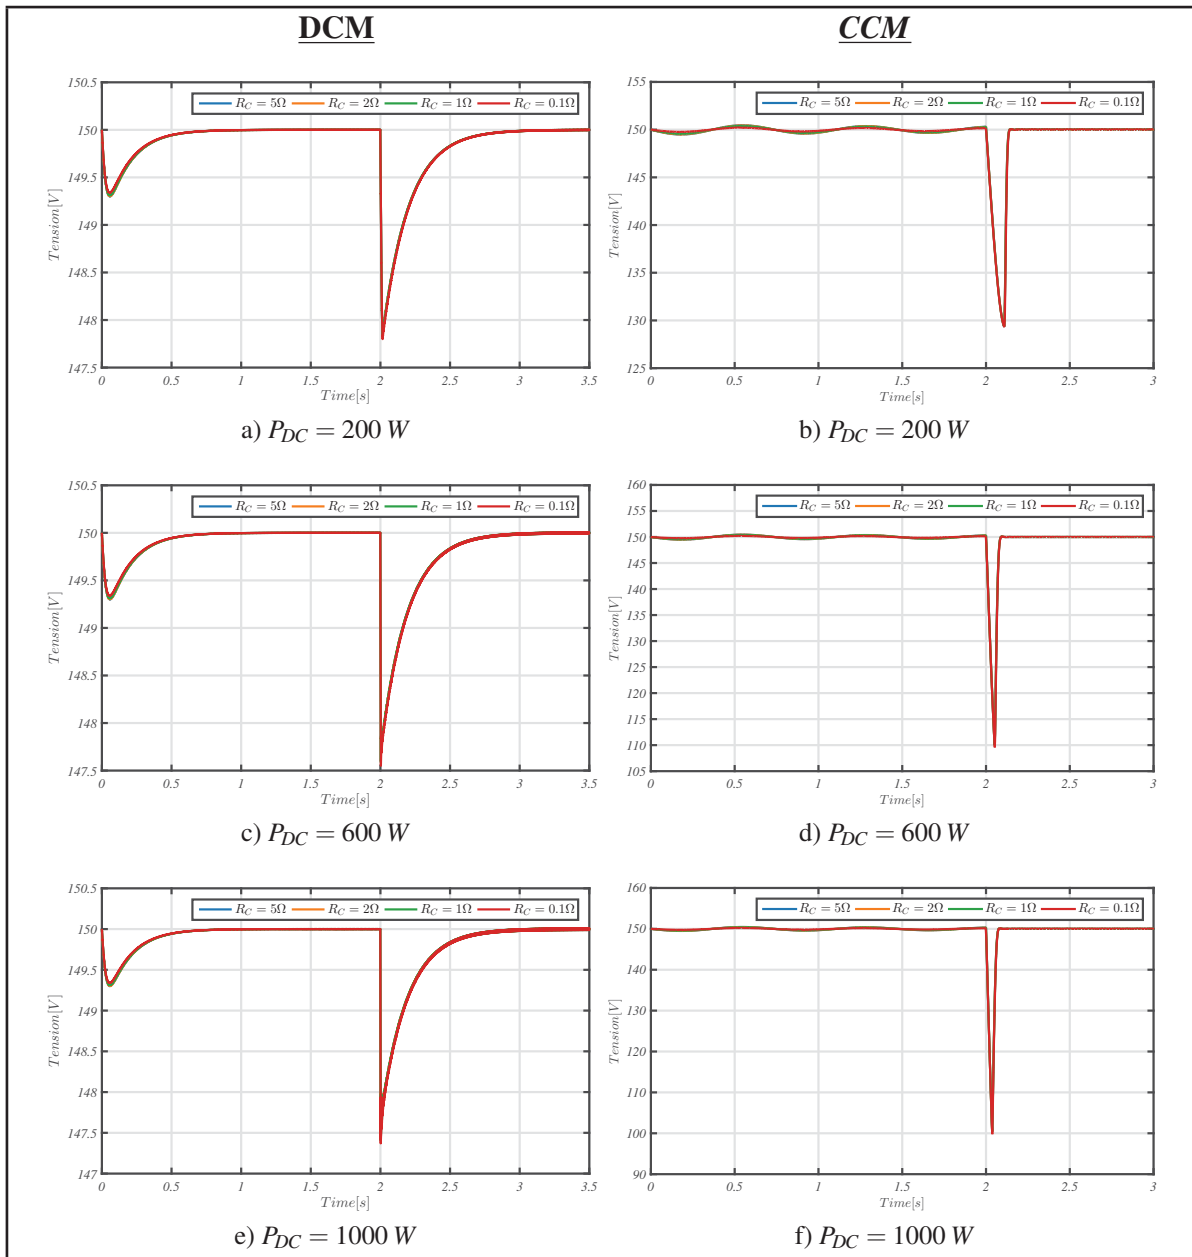 DCM
CCM
150.5
150
149.5
149
148.5
148
147.5
0 0.5 1 1.5 2 2.5 3 3.5
Tension[V]
Time[s]
R_C = 5Ω R_C = 2Ω R_C = 1Ω R_C = 0.1Ω
a) P_DC = 200 W
155
150
145
140
135
130
125
0 0.5 1 1.5 2 2.5 3
Tension[V]
Time[s]
R_C = 5Ω R_C = 2Ω R_C = 1Ω R_C = 0.1Ω
b) P_DC = 200 W
150.5
150
149.5
149
148.5
148
147.5
0 0.5 1 1.5 2 2.5 3 3.5
Tension[V]
Time[s]
R_C = 5Ω R_C = 2Ω R_C = 1Ω R_C = 0.1Ω
c) P_DC = 600 W
160
155
150
145
140
135
130
125
120
115
110
105
0 0.5 1 1.5 2 2.5 3
Tension[V]
Time[s]
R_C = 5Ω R_C = 2Ω R_C = 1Ω R_C = 0.1Ω
d) P_DC = 600 W
150.5
150
149.5
149
148.5
148
147.5
147
0 0.5 1 1.5 2 2.5 3 3.5
Tension[V]
Time[s]
R_C = 5Ω R_C = 2Ω R_C = 1Ω R_C = 0.1Ω
e) P_DC = 1000 W
160
150
140
130
120
110
100
90
0 0.5 1 1.5 2 2.5 3
Tension[V]
Time[s]
R_C = 5Ω R_C = 2Ω R_C = 1Ω R_C = 0.1Ω
f) P_DC = 1000 W